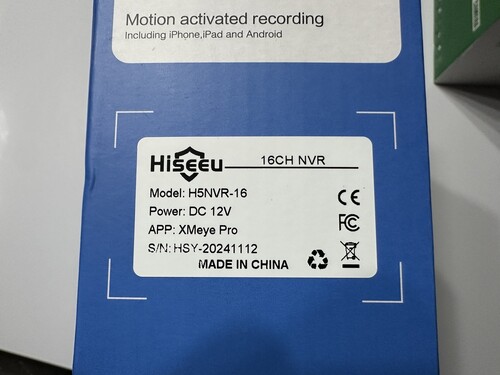 Motion activated recording
Including iPhone,iPad and Android
HISEEU 16CH NVR
Model: H5NVR-16
Power: DC 12V
APP: XMeye Pro
S/N: HSY-20241112
MADE IN CHINA
CE
FC